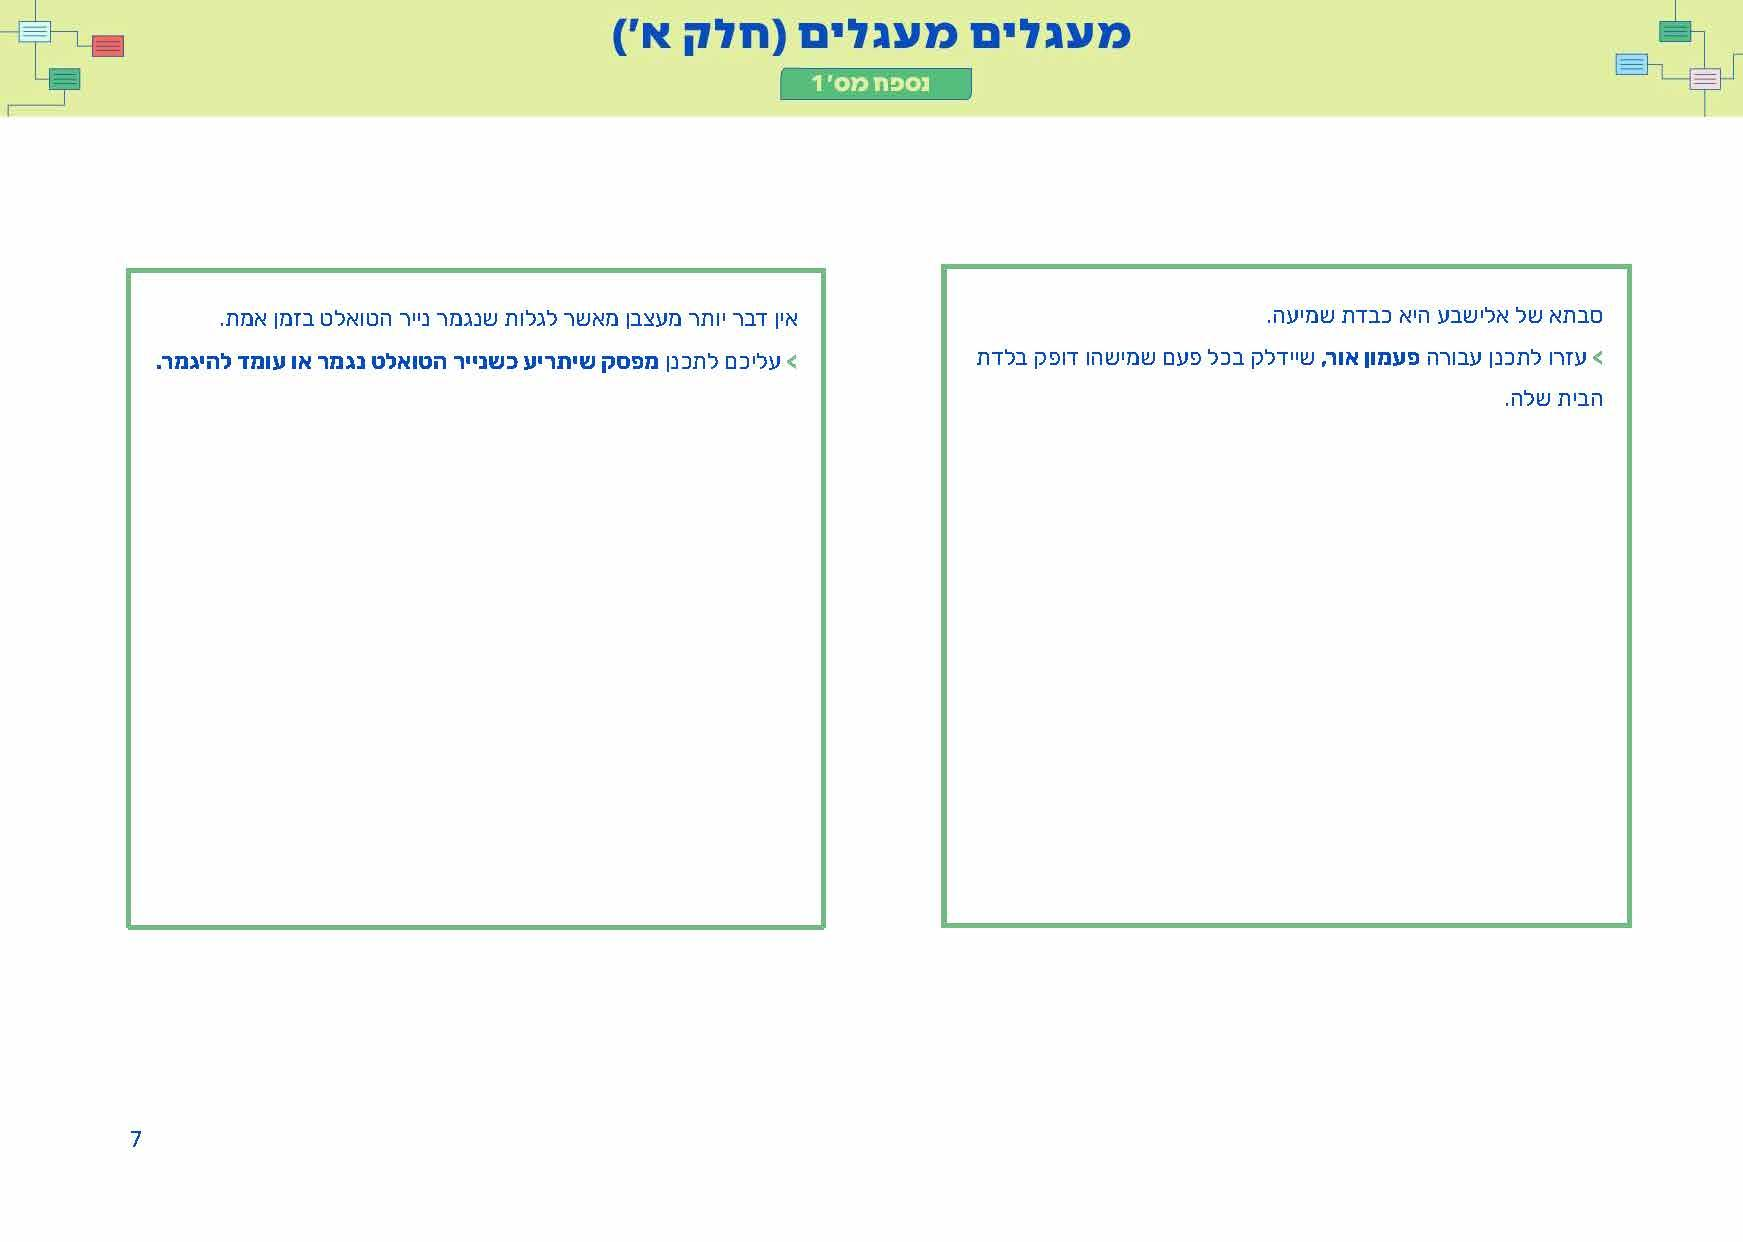 מעגלים מעגלים (חלק א')
נספח מס' 1
סבתא של אלישבע היא כבדת שמיעה.
> עזרו לתכנן עבורה פעמון אור, שיידלק בכל פעם שמישהו דופק בלדת
הבית שלה.
אין דבר יותר מעצבן מאשר לגלות שנגמר נייר הטואלט בזמן אמת.
> עליכם לתכנן מפסק שיתריע כשנייר הטואלט נגמר או עומד להיגמר.
7